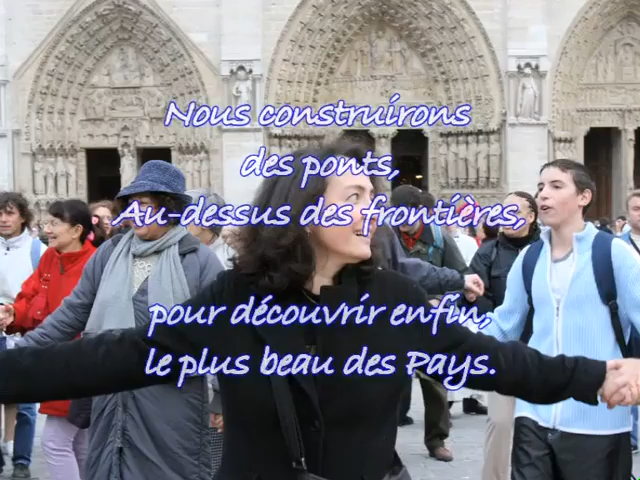 Nous construirons
des ponts,
Au-dessus des frontières,
pour découvrir enfin,
le plus beau des Pays.